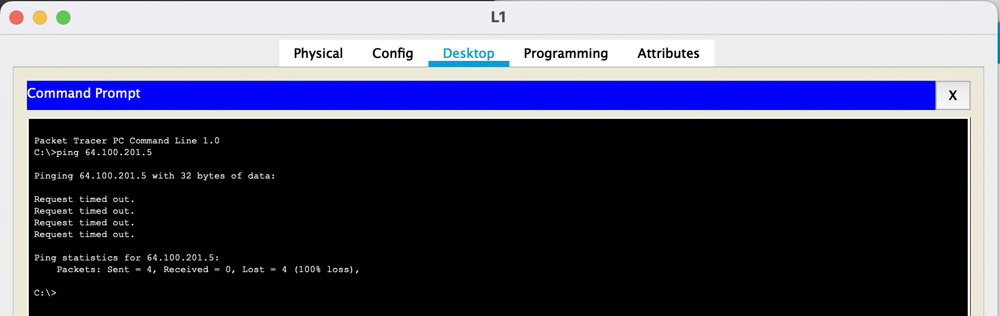 L1
Physical Config Desktop Programming Attributes
Command Prompt X
Packet Tracer PC Command Line 1.0
C:\>ping 64.100.201.5
Pinging 64.100.201.5 with 32 bytes of data:
Request timed out.
Request timed out.
Request timed out.
Request timed out.
Ping statistics for 64.100.201.5:
    Packets: Sent = 4, Received = 0, Lost = 4 (100% loss),
C:\>